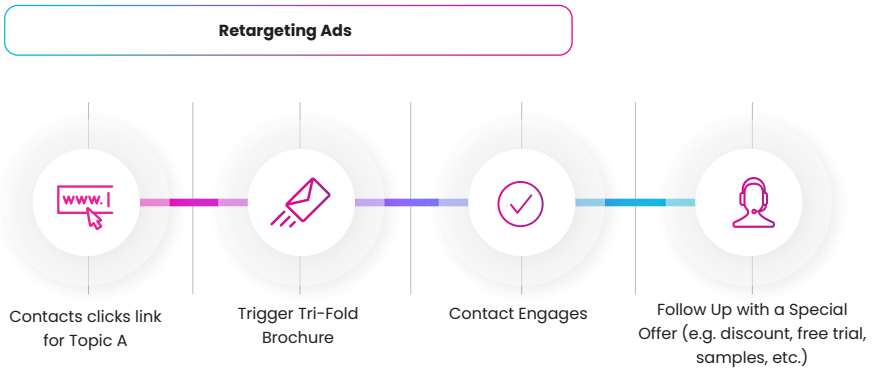 Retargeting Ads
www.
Contacts clicks link
for Topic A
Trigger Tri-Fold
Brochure
Contact Engages
Follow Up with a Special
Offer (e.g. discount, free trial,
samples, etc.)